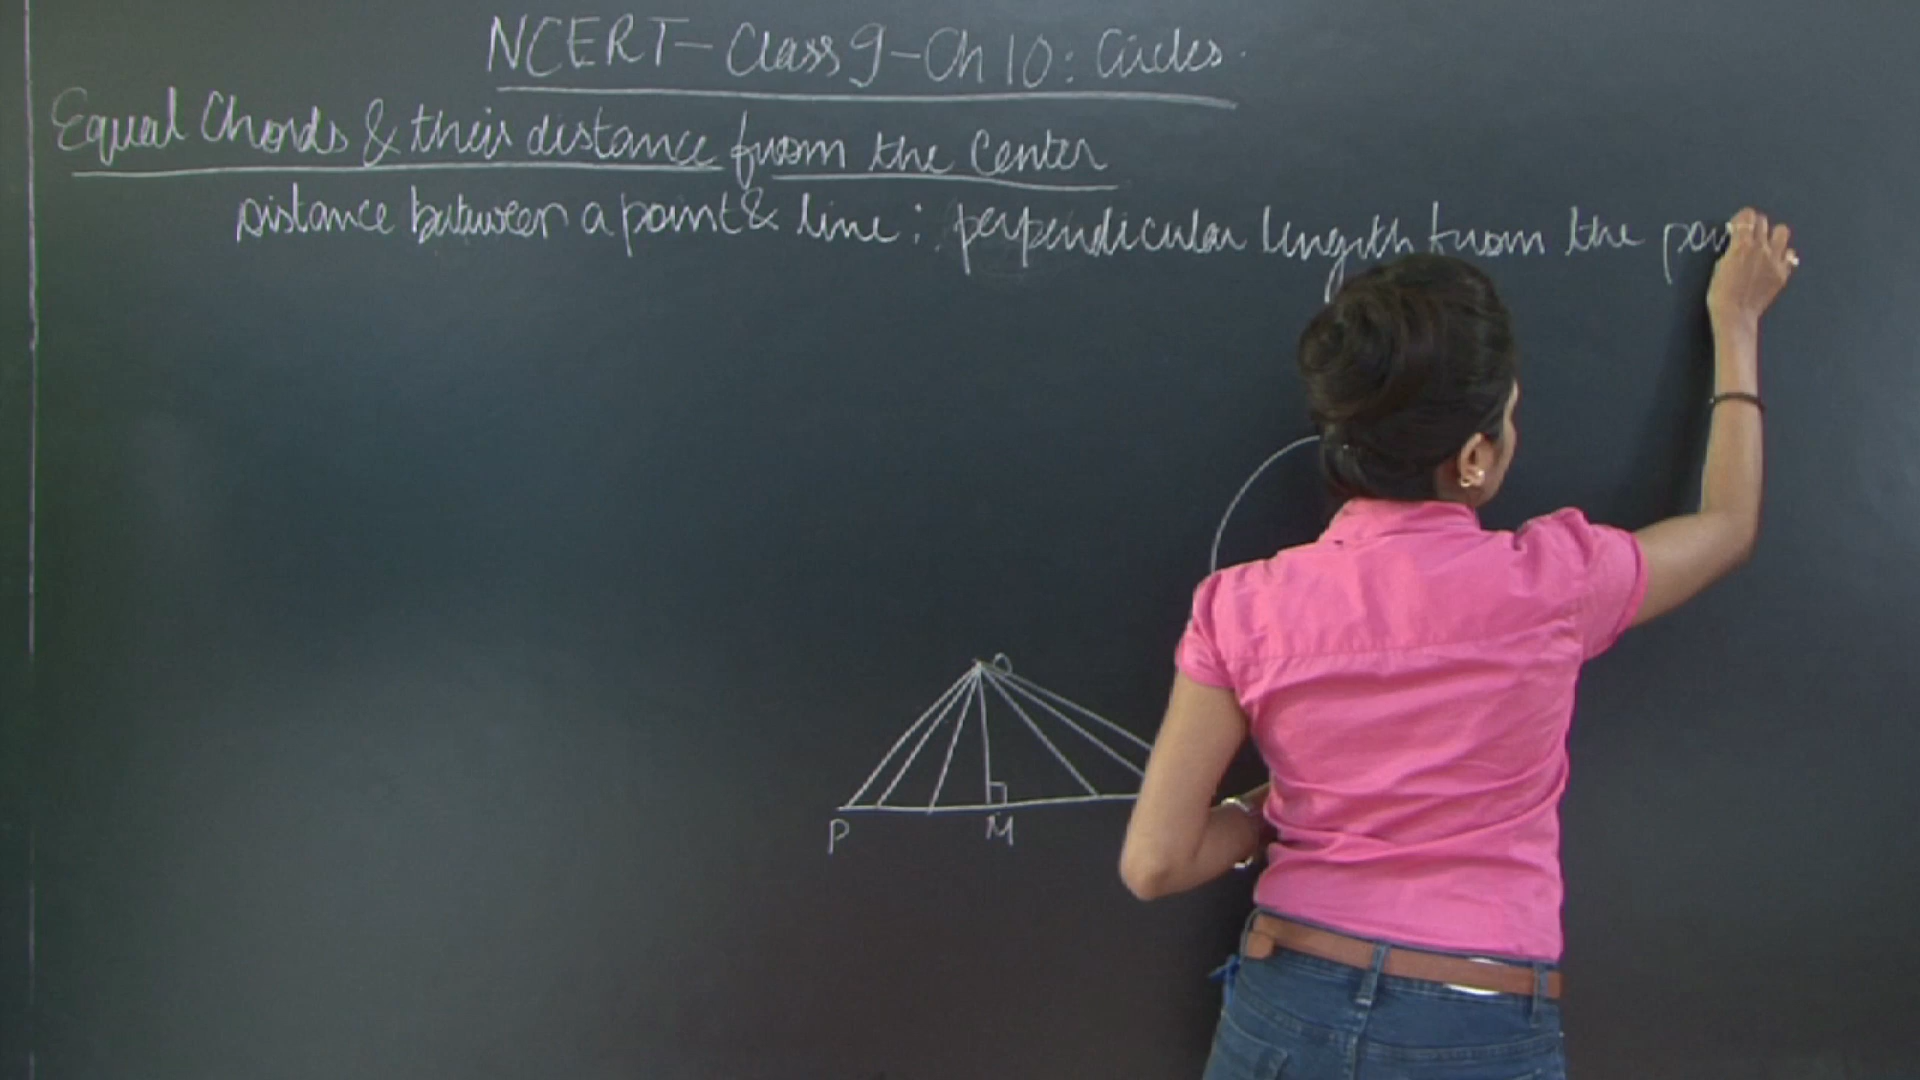 NCERT - Class 9 - Ch 10 : Circles.
Equal Chords & their distance from the Center
Distance between a point & line : perpendicular length from the
O
P M